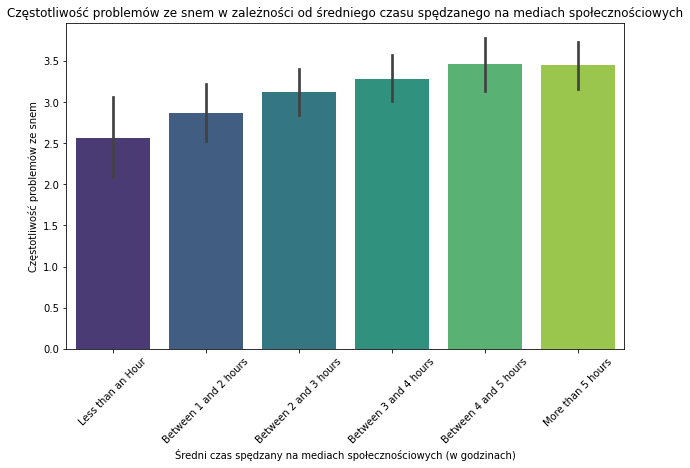 Częstotliwość problemów ze snem w zależności od średniego czasu spędzanego na mediach społecznościowych
Częstotliwość problemów ze snem
3.5
3.0
2.5
2.0
1.5
1.0
0.5
0.0
Less than an Hour
Between 1 and 2 hours
Between 2 and 3 hours
Between 3 and 4 hours
Between 4 and 5 hours
More than 5 hours
Średni czas spędzany na mediach społecznościowych (w godzinach)